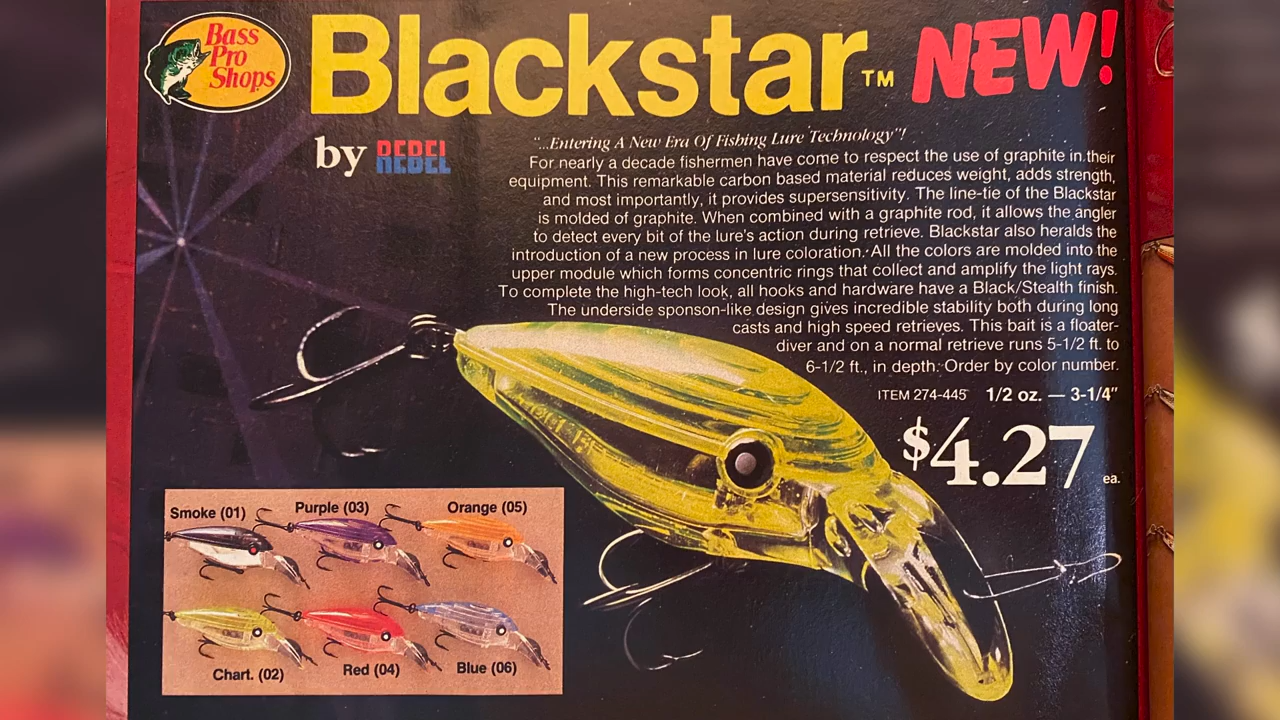 Bass
Pro
Shops
Blackstar™ NEW!
by REBEL
"...Entering A New Era Of Fishing Lure Technology"!
For nearly a decade fishermen have come to respect the use of graphite in their
equipment. This remarkable carbon based material reduces weight, adds strength,
and most importantly, it provides supersensitivity. The line-tie of the Blackstar
is molded of graphite. When combined with a graphite rod, it allows the angler
to detect every bit of the lure's action during retrieve. Blackstar also heralds the
introduction of a new process in lure coloration. All the colors are molded into the
upper module which forms concentric rings that collect and amplify the light rays.
To complete the high-tech look, all hooks and hardware have a Black/Stealth finish.
The underside sponson-like design gives incredible stability both during long
casts and high speed retrieves. This bait is a floater-
diver and on a normal retrieve runs 5-1/2 ft. to
6-1/2 ft., in depth. Order by color number.
ITEM 274-445 1/2 oz. — 3-1/4"
$4.27 ea.
Smoke (01) Purple (03) Orange (05)
Chart. (02) Red (04) Blue (06)